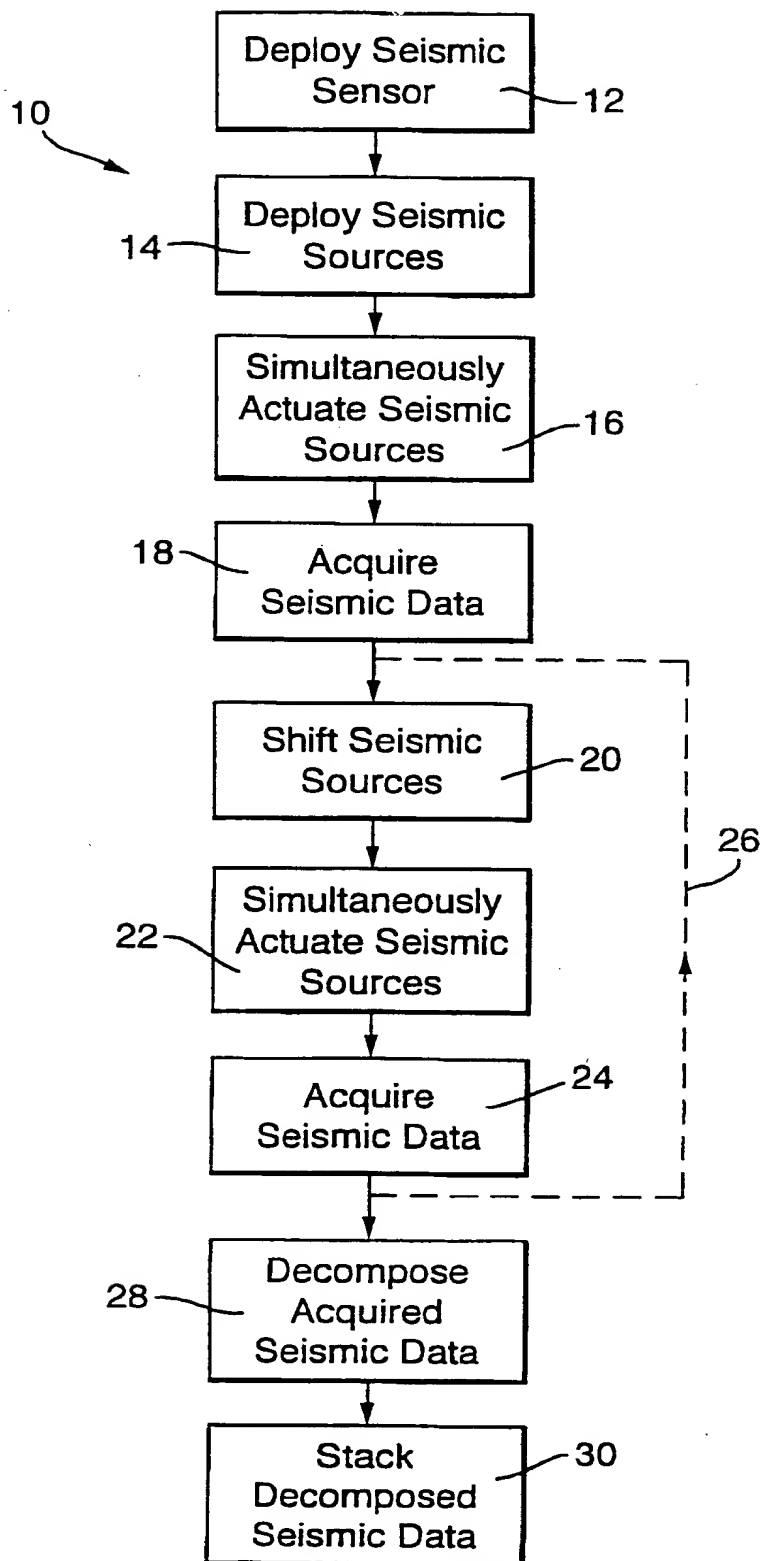 Deploy Seismic
Sensor
12
10
Deploy Seismic
Sources
14
Simultaneously
Actuate Seismic
Sources
16
18
Acquire
Seismic Data
Shift Seismic
Sources
20
26
Simultaneously
Actuate Seismic
Sources
22
24
Acquire
Seismic Data
28
Decompose
Acquired
Seismic Data
Stack
Decomposed
Seismic Data
30